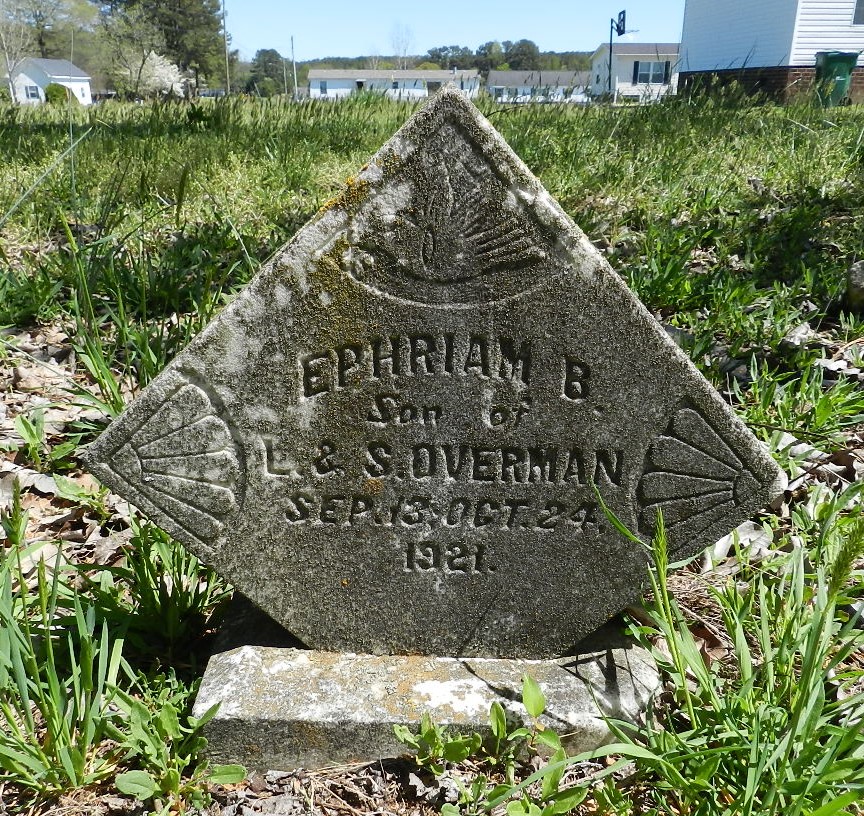 EPHRIAM B.
Son of
L. & S. OVERMAN
SEP. 13, OCT. 24,
1921.